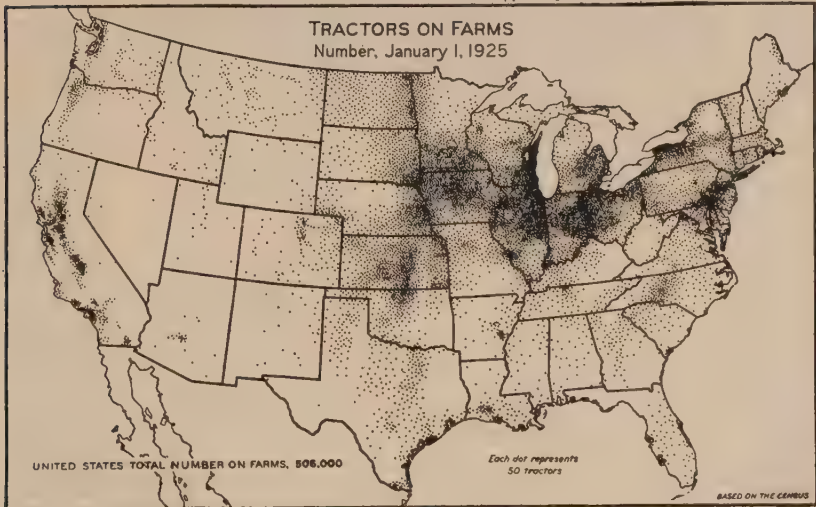 TRACTORS ON FARMS
Number, January 1, 1925
UNITED STATES TOTAL NUMBER ON FARMS, 506,000
Each dot represents
50 tractors
BASED ON THE CENSUS